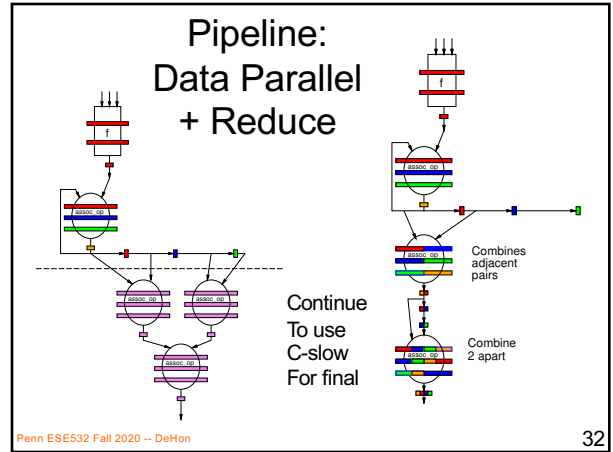 Pipeline:
Data Parallel
+ Reduce
f
assoc_op
assoc_op
assoc_op
assoc_op
Continue
To use
C-slow
For final
f
assoc_op
assoc_op
Combines
adjacent
pairs
assoc_op
Combine
2 apart
Penn ESE532 Fall 2020 -- DeHon
32